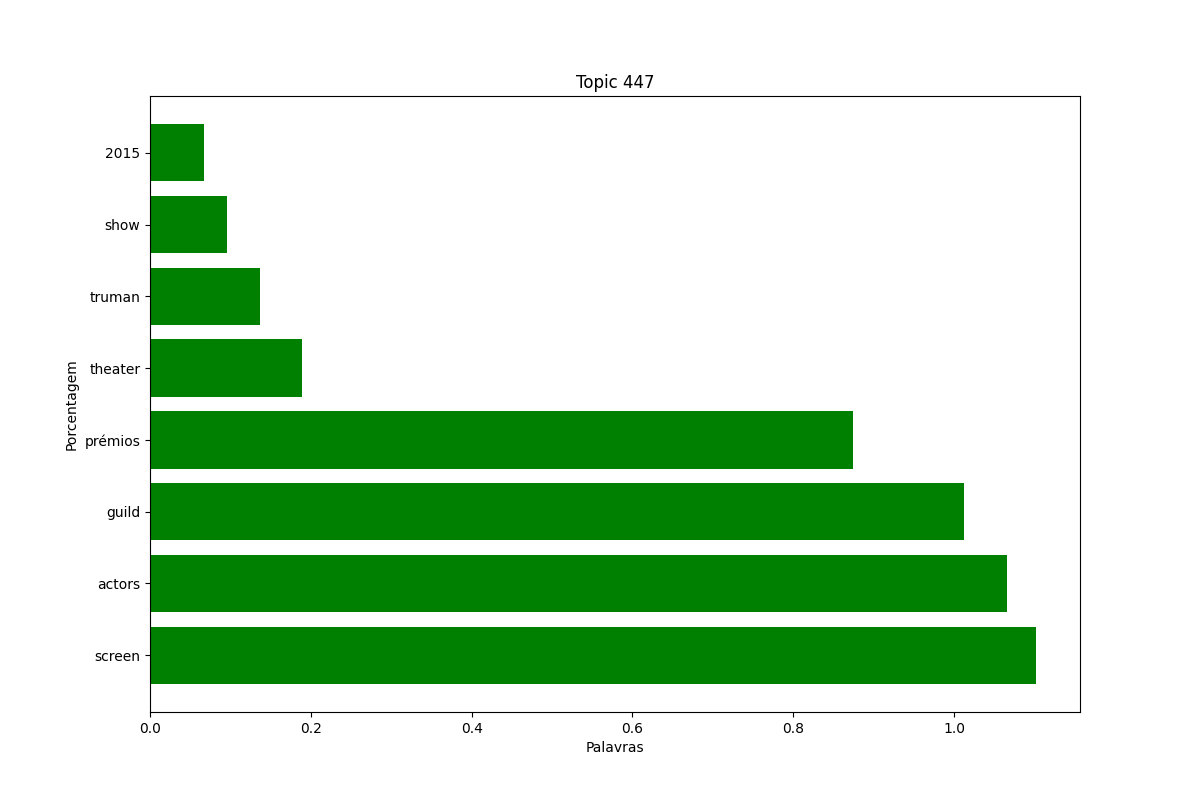 Topic 447
2015
show
truman
theater
prémios
guild
actors
screen
Porcentagem
0.0 0.2 0.4 0.6 0.8 1.0
Palavras